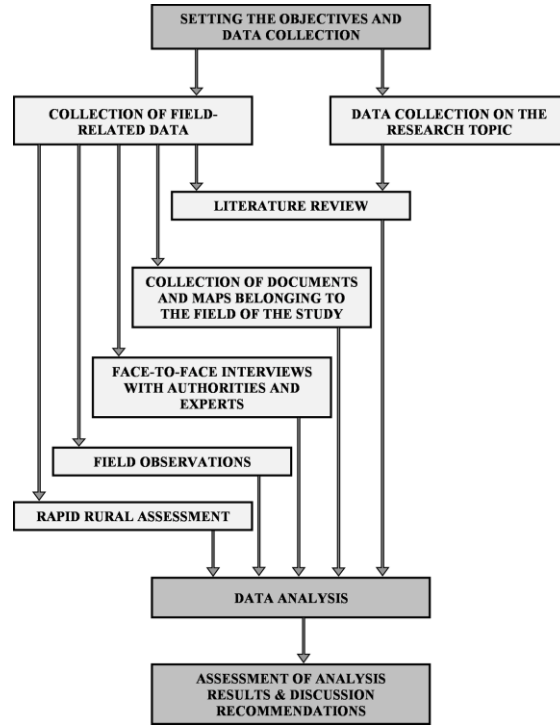 SETTING THE OBJECTIVES AND
DATA COLLECTION
COLLECTION OF FIELD-
RELATED DATA
DATA COLLECTION ON THE
RESEARCH TOPIC
LITERATURE REVIEW
COLLECTION OF DOCUMENTS
AND MAPS BELONGING TO
THE FIELD OF THE STUDY
FACE-TO-FACE INTERVIEWS
WITH AUTHORITIES AND
EXPERTS
FIELD OBSERVATIONS
RAPID RURAL ASSESSMENT
DATA ANALYSIS
ASSESSMENT OF ANALYSIS
RESULTS & DISCUSSION
RECOMMENDATIONS